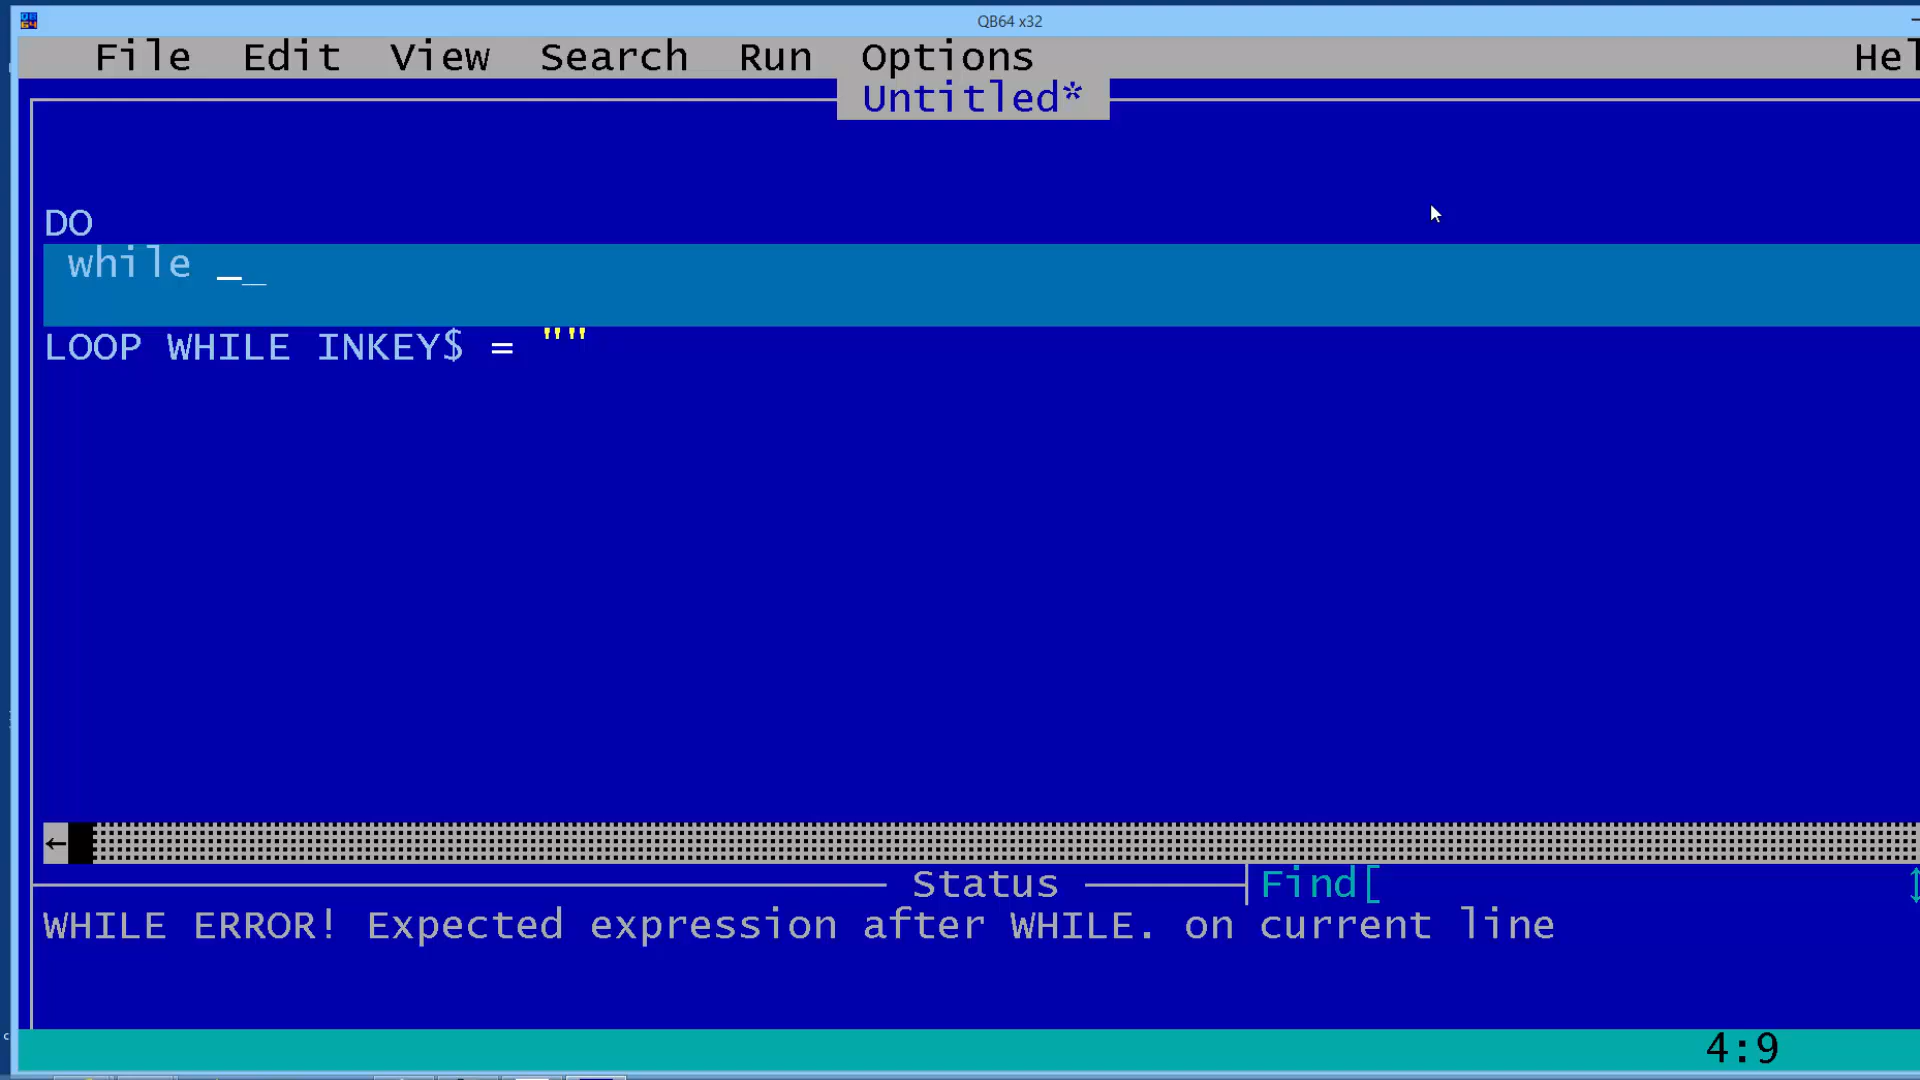 QB64 x32
File Edit View Search Run Options Hel
Untitled*
DO
while _
LOOP WHILE INKEY$ = ""
Status Find[
WHILE ERROR! Expected expression after WHILE. on current line
4:9